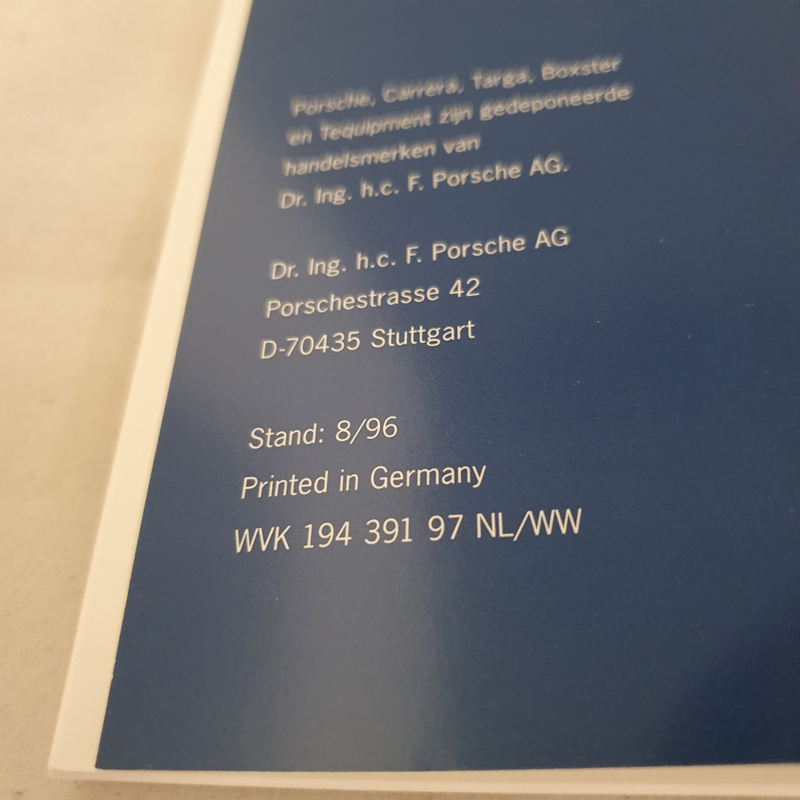 Porsche, Carrera, Targa, Boxster
en Tequipment zijn gedeponeerde
handelsmerken van
Dr. Ing. h.c. F. Porsche AG.
Dr. Ing. h.c. F. Porsche AG
Porschestrasse 42
D-70435 Stuttgart
Stand: 8/96
Printed in Germany
WVK 194 391 97 NL/WW